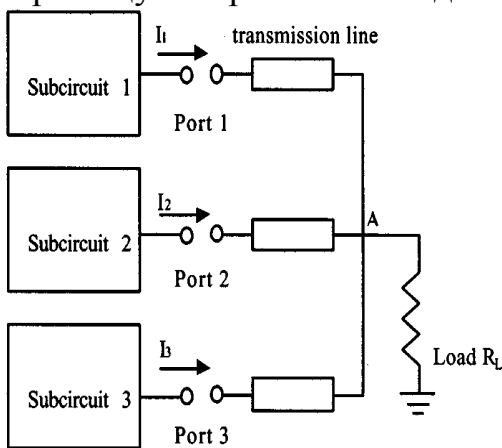 I1 transmission line
Subcircuit 1
Port 1
I2
A
Subcircuit 2
Port 2
I3
Load RL
Subcircuit 3
Port 3